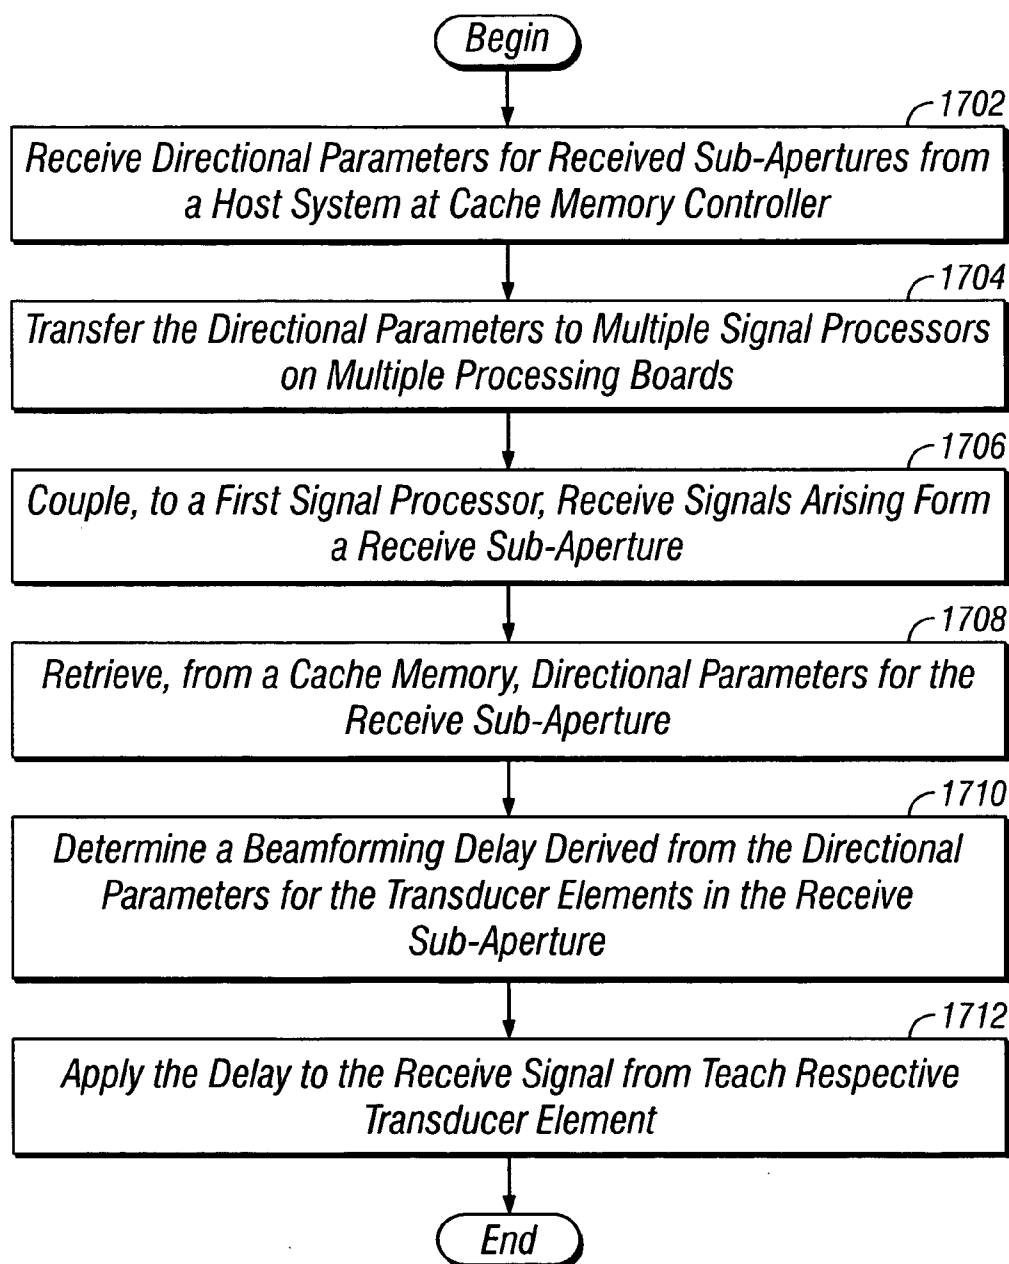 Begin
1702
Receive Directional Parameters for Received Sub-Apertures from
a Host System at Cache Memory Controller
1704
Transfer the Directional Parameters to Multiple Signal Processors
on Multiple Processing Boards
1706
Couple, to a First Signal Processor, Receive Signals Arising Form
a Receive Sub-Aperture
1708
Retrieve, from a Cache Memory, Directional Parameters for the
Receive Sub-Aperture
1710
Determine a Beamforming Delay Derived from the Directional
Parameters for the Transducer Elements in the Receive
Sub-Aperture
1712
Apply the Delay to the Receive Signal from Teach Respective
Transducer Element
End